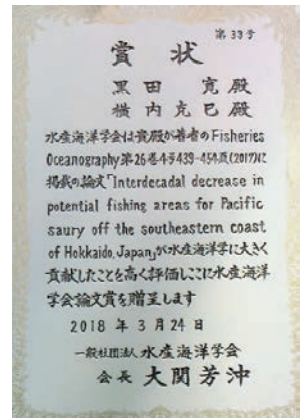 第33号
賞状
黒田 寛 殿
横内克巳殿
水産海洋学会は貴殿が著者のFisheries
Oceanography第26巻4号439-454頁(2017)に
掲載の論文「Interdecadal decrease in
potential fishing areas for Pacific
saury off the southeastern coast
of Hokkaido, Japan」が水産海洋学に大きく
貢献したことを高く評価しここに水産海洋
学会論文賞を贈呈します
2018 年 3 月 24 日
一般社団法人 水産海洋学会
会長 大関芳沖